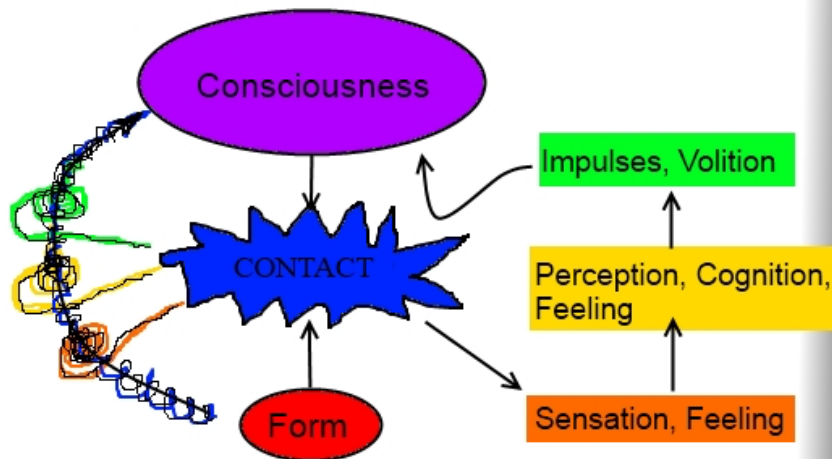 Consciousness
Impulses, Volition
CONTACT
Perception, Cognition,
Feeling
Form
Sensation, Feeling